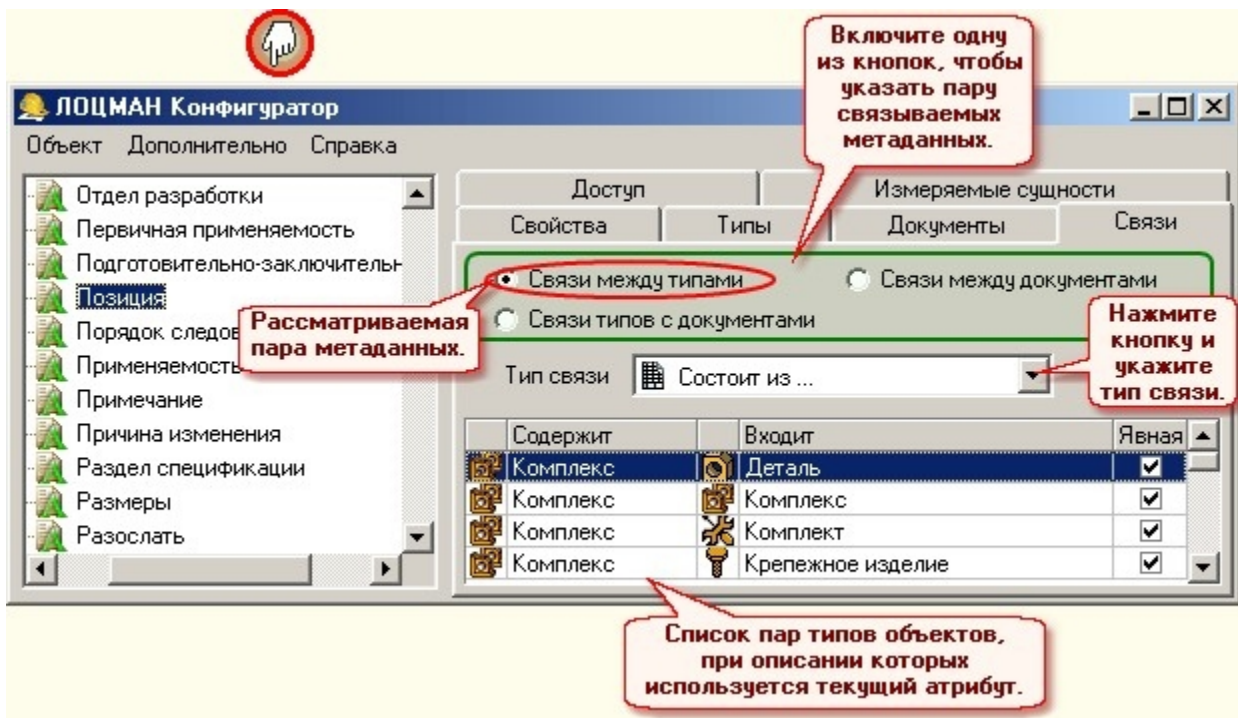 Включите одну
из кнопок, чтобы
указать пару
связываемых
метаданных.
ЛОЦМАН Конфигуратор
Объект Дополнительно Справка
Отдел разработки
Первичная применяемость
Подготовительно-заключительн
Позиция
Порядок следов
Применяемость
Примечание
Причина изменения
Раздел спецификации
Размеры
Разослать
Доступ Измеряемые сущности
Свойства Типы Документы Связи
Связи между типами Связи между документами
Связи типов с документами
Рассматриваемая
пара метаданных.
Нажмите
кнопку и
укажите
тип связи.
Тип связи Состоит из ...
Содержит Входит Явная
Комплекс Деталь
Комплекс Комплекс
Комплекс Комплект
Комплекс Крепежное изделие
Список пар типов объектов,
при описании которых
используется текущий атрибут.